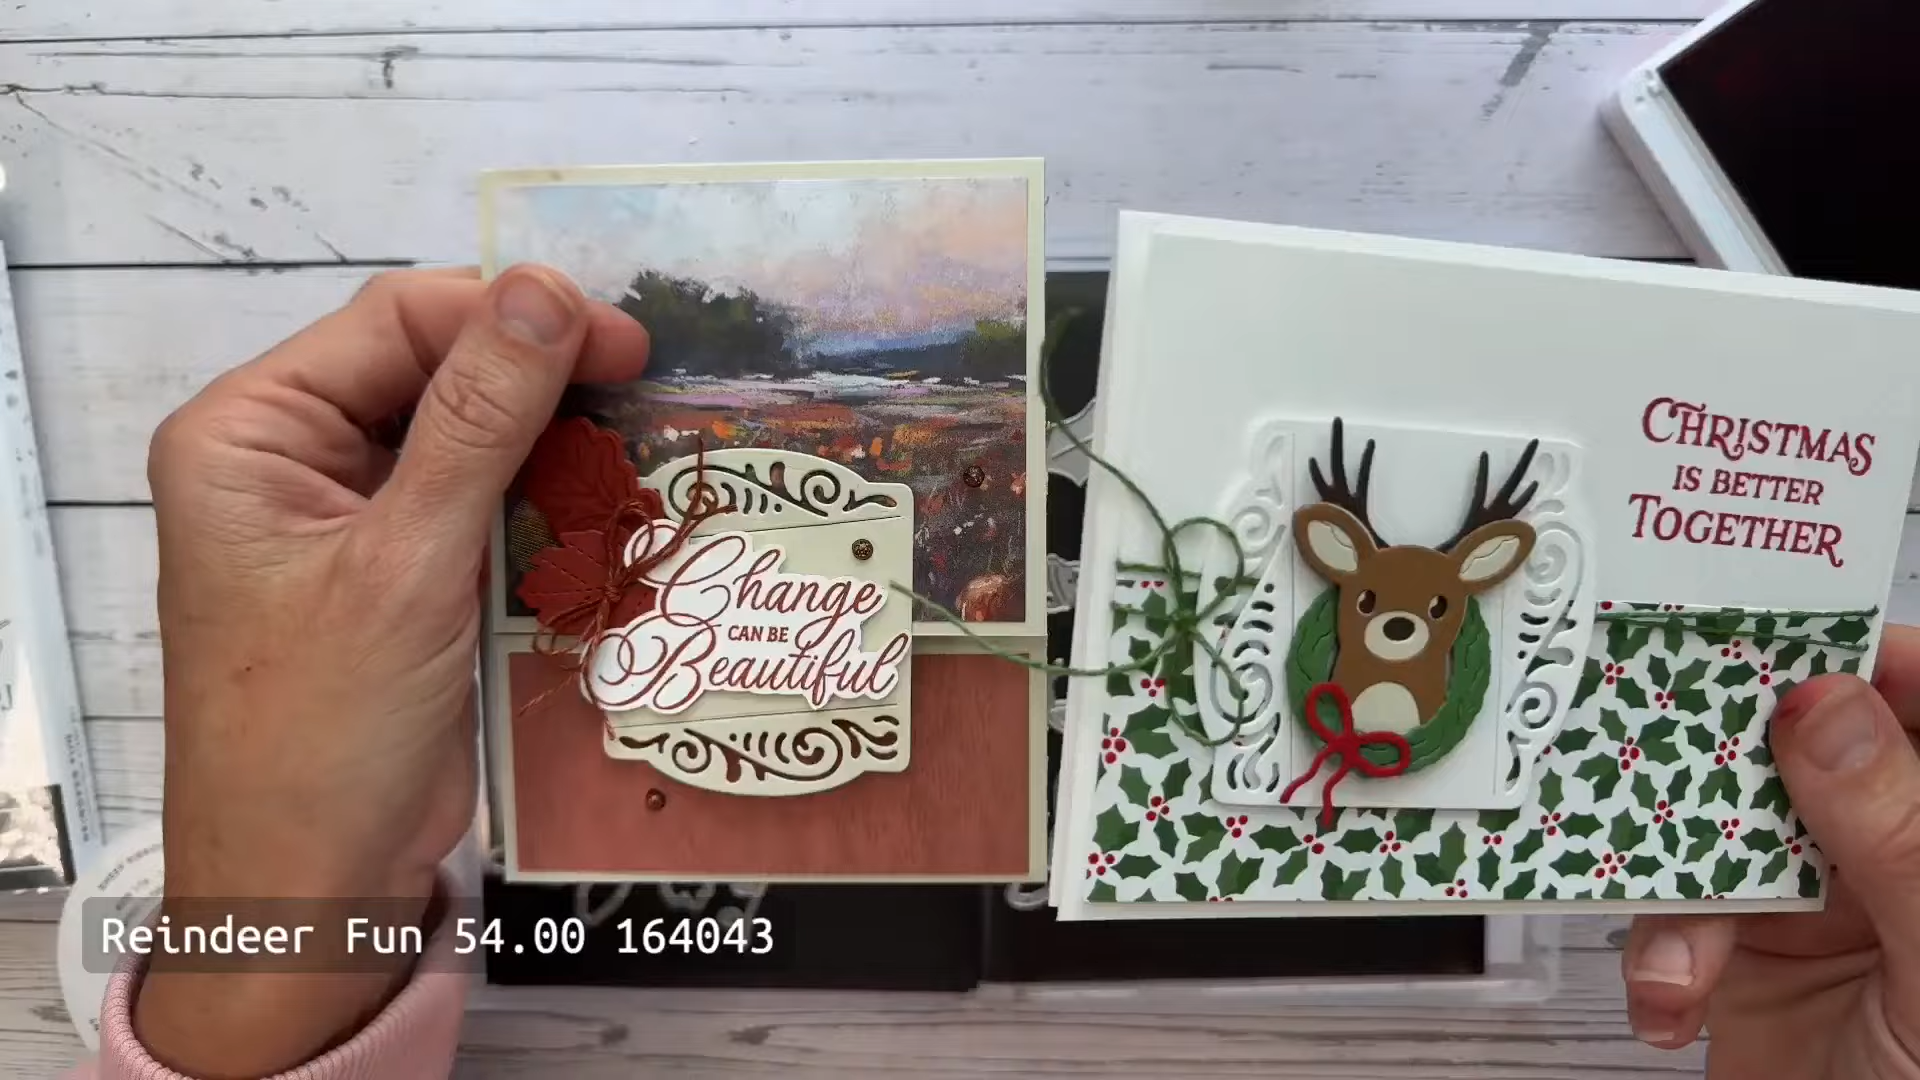 Change
CAN BE
Beautiful
CHRISTMAS
IS BETTER
TOGETHER
Reindeer Fun 54.00 164043